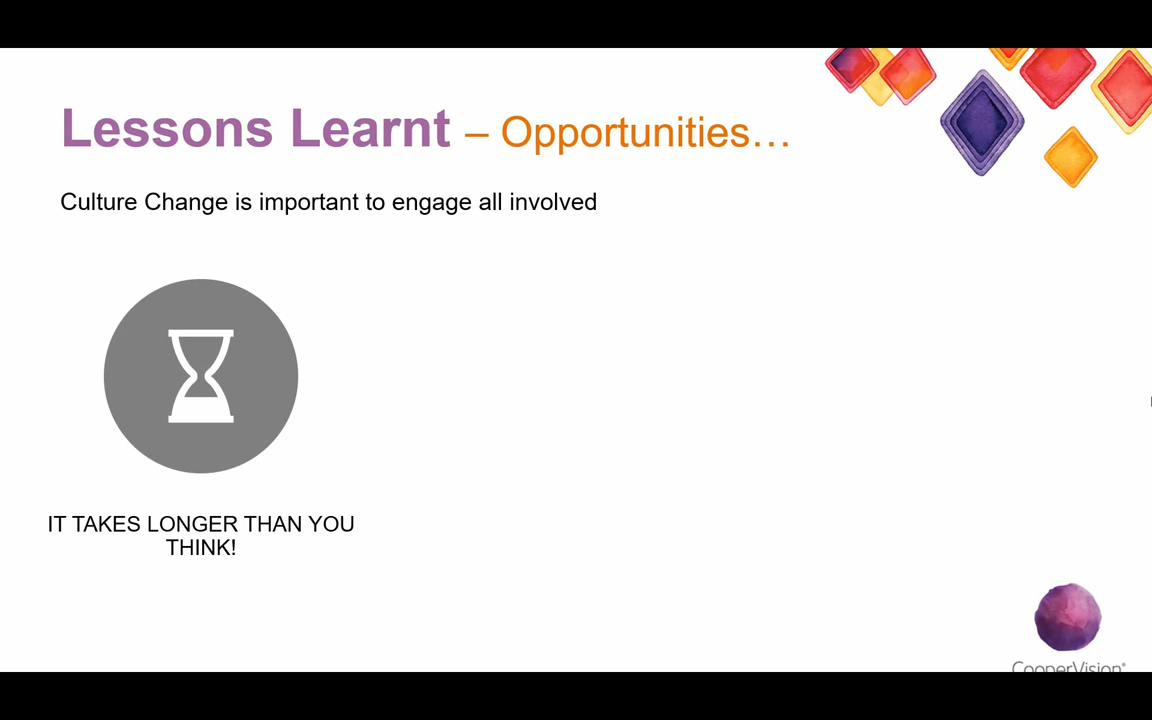 Lessons Learnt – Opportunities…
Culture Change is important to engage all involved
IT TAKES LONGER THAN YOU
THINK!
CooperVision®